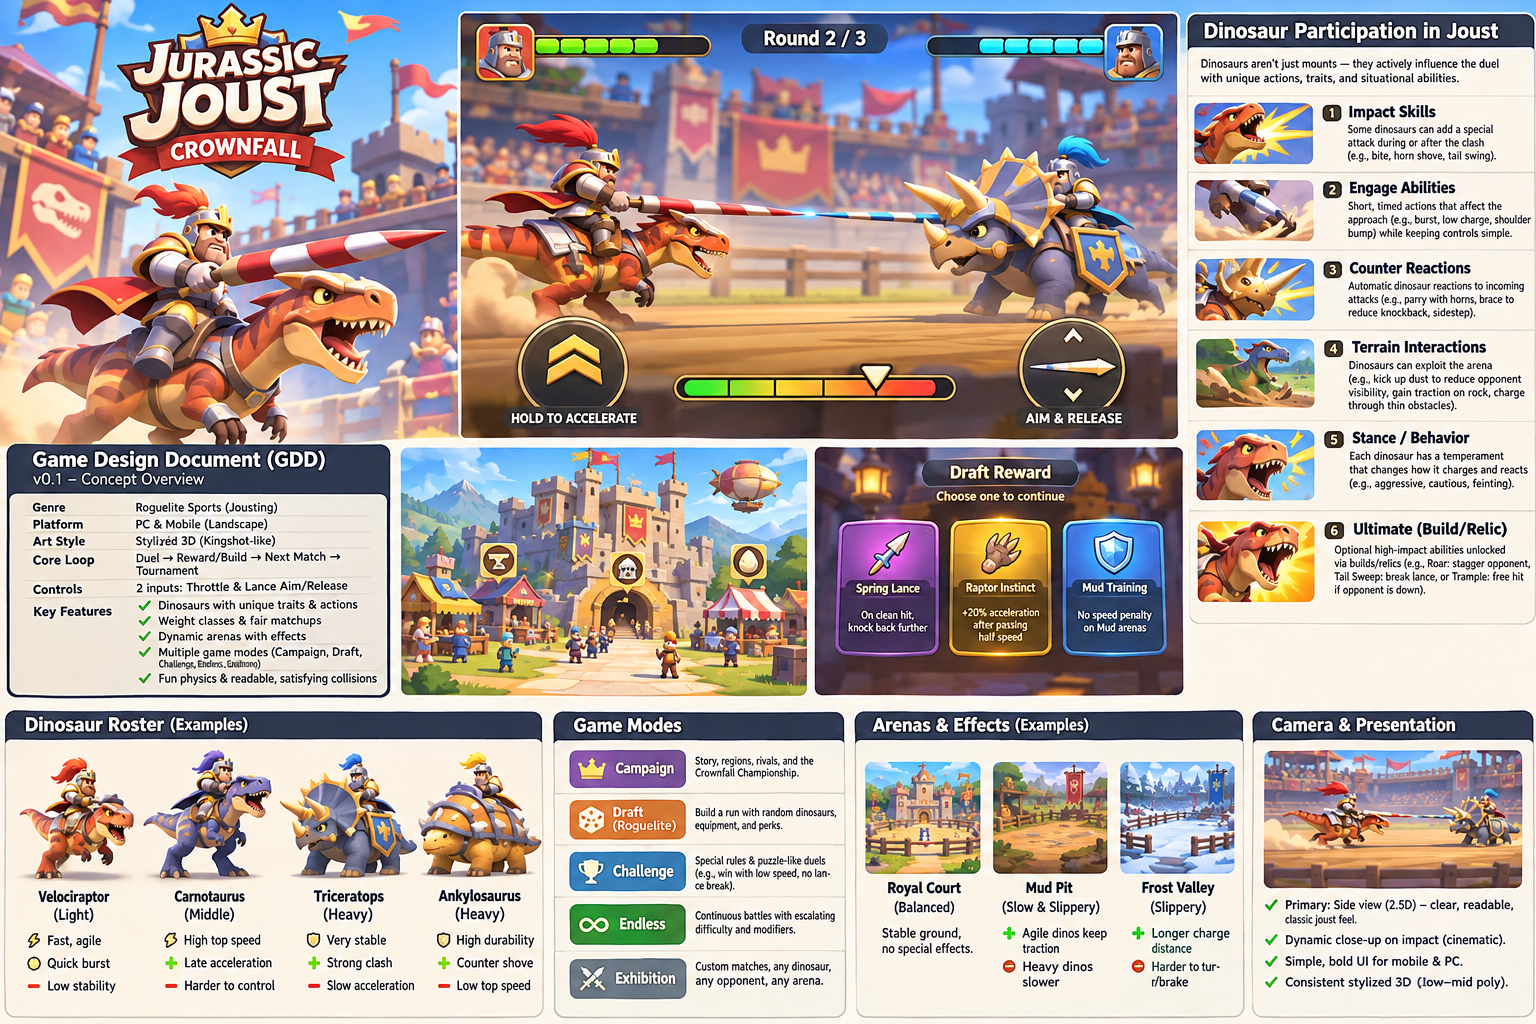 JURASSIC
JOUST
CROWNFALL
Round 2 / 3
HOLD TO ACCELERATE
AIM & RELEASE
Dinosaur Participation in Joust
Dinosaurs aren't just mounts — they actively influence the duel
with unique actions, traits, and situational abilities.
1 Impact Skills
Some dinosaurs can add a special
attack during or after the clash
(e.g., bite, horn shove, tail swing).
2 Engage Abilities
Short, timed actions that affect the
approach (e.g., burst, low charge, shoulder
bump) while keeping controls simple.
3 Counter Reactions
Automatic dinosaur reactions to incoming
attacks (e.g., parry with horns, brace to
reduce knockback, sidestep).
4 Terrain Interactions
Dinosaurs can exploit the arena
(e.g., kick up dust to reduce opponent
visibility, gain traction on rock, charge
through thin obstacles).
5 Stance / Behavior
Each dinosaur has a temperament
that changes how it charges and reacts
(e.g., aggressive, cautious, feinting).
6 Ultimate (Build/Relic)
Optional high-impact abilities unlocked
via builds/relics (e.g., Roar: stagger opponent,
Tail Sweep: break lance, or Trample: free hit
if opponent is down).
Game Design Document (GDD)
v0.1 – Concept Overview
Genre Roguelite Sports (Jousting)
Platform PC & Mobile (Landscape)
Art Style Stylized 3D (Kingshot-like)
Core Loop Duel → Reward/Build → Next Match →
Tournament
Controls 2 inputs: Throttle & Lance Aim/Release
Key Features
Dinosaurs with unique traits & actions
Weight classes & fair matchups
Dynamic arenas with effects
Multiple game modes (Campaign, Draft,
Challenge, Endless,
Fun physics & readable, satisfying collisions
Draft Reward
Choose one to continue
Spring Lance
On clean hit,
knock back further
Raptor Instinct
+20% acceleration
after passing
half speed
Mud Training
No speed penalty
on Mud arenas
Dinosaur Roster (Examples)
Velociraptor
(Light)
Fast, agile
Quick burst
Low stability
Carnotaurus
(Middle)
High top speed
Late acceleration
Harder to control
Triceratops
(Heavy)
Very stable
Strong clash
Slow acceleration
Ankylosaurus
(Heavy)
High durability
Counter shove
Low top speed
Game Modes
Campaign
Story, regions, rivals, and the
Crownfall Championship.
Draft
(Roguelite)
Build a run with random dinosaurs,
equipment, and perks.
Challenge
Special rules & puzzle-like duels
(e.g., win with low speed, no lan-
ce break).
Endless
Continuous battles with escalating
difficulty and modifiers.
Exhibition
Custom matches, any dinosaur,
any opponent, any arena.
Arenas & Effects (Examples)
Royal Court
(Balanced)
Stable ground,
no special effects.
Mud Pit
(Slow & Slippery)
Agile dinos keep
traction
Heavy dinos
slower
Frost Valley
(Slippery)
Longer charge
distance
Harder to tur-
r/brake
Camera & Presentation
Primary: Side view (2.5D) – clear, readable,
classic joust feel.
Dynamic close-up on impact (cinematic).
Simple, bold UI for mobile & PC.
Consistent stylized 3D (low–mid poly).